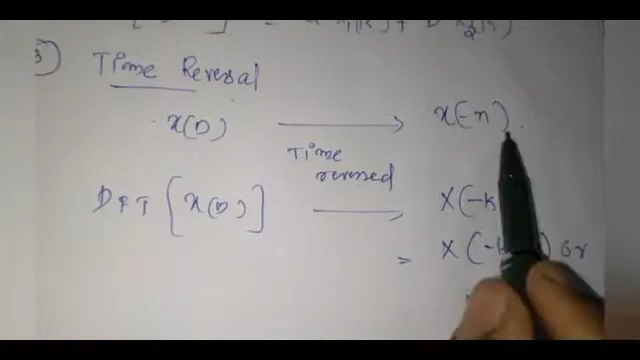 3) Time Reversal
x(n) → x(-n).
Time
reversed
DFT [x(n)] → X(-k
= X(-k ) or